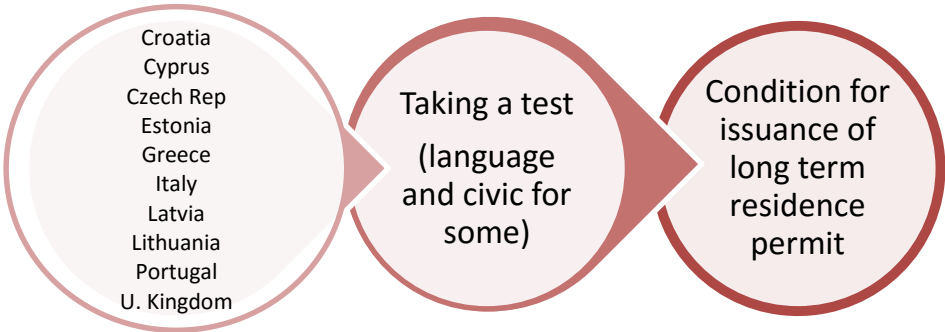 Croatia
Cyprus
Czech Rep
Estonia
Greece
Italy
Latvia
Lithuania
Portugal
U. Kingdom
Taking a test
(language
and civic for
some)
Condition for
issuance of
long term
residence
permit